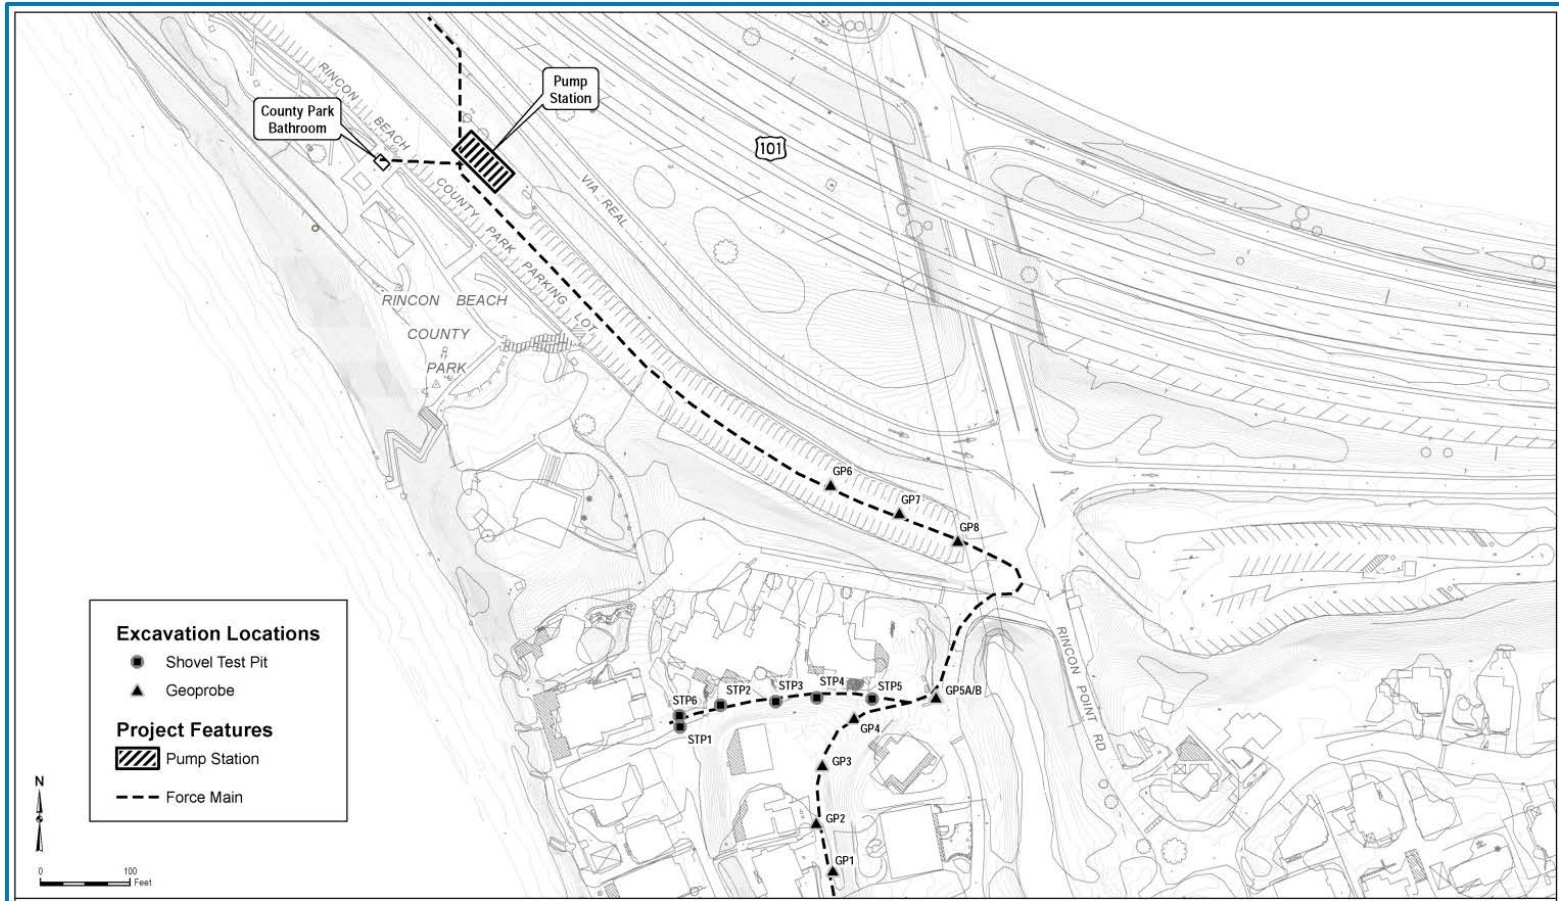 Pump
Station
County Park
Bathroom
101
RINCON BEACH COUNTY PARK PARKING LOT
VIA REAL
RINCON BEACH
COUNTY
PARK
GP6
GP7
GP8
Excavation Locations
Shovel Test Pit
Geoprobe
Project Features
Pump Station
Force Main
RINCON POINT RD
STP6
STP2
STP3
STP4
STP5
GP5A/B
STP1
GP4
GP3
GP2
GP1
N
0 100
Feet